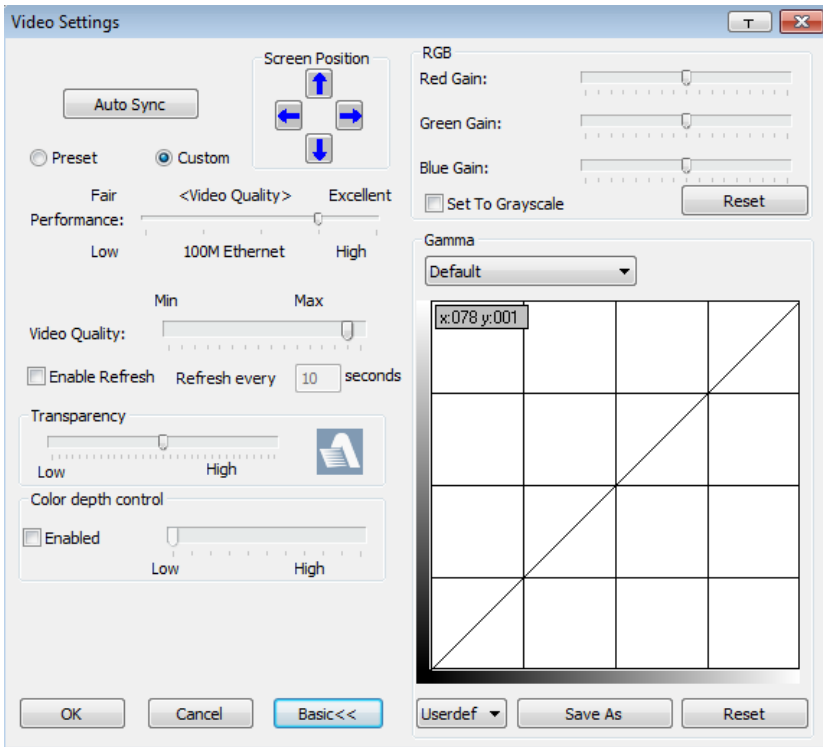 Video Settings
T
Screen Position
Auto Sync
Preset
Custom
Fair <Video Quality> Excellent
Performance:
Low 100M Ethernet High
Min Max
Video Quality:
Enable Refresh Refresh every 10 seconds
Transparency
Low High
Color depth control
Enabled
Low High
OK Cancel Basic<<
RGB
Red Gain:
Green Gain:
Blue Gain:
Set To Grayscale Reset
Gamma
Default
x:078 y:001
Userdef Save As Reset